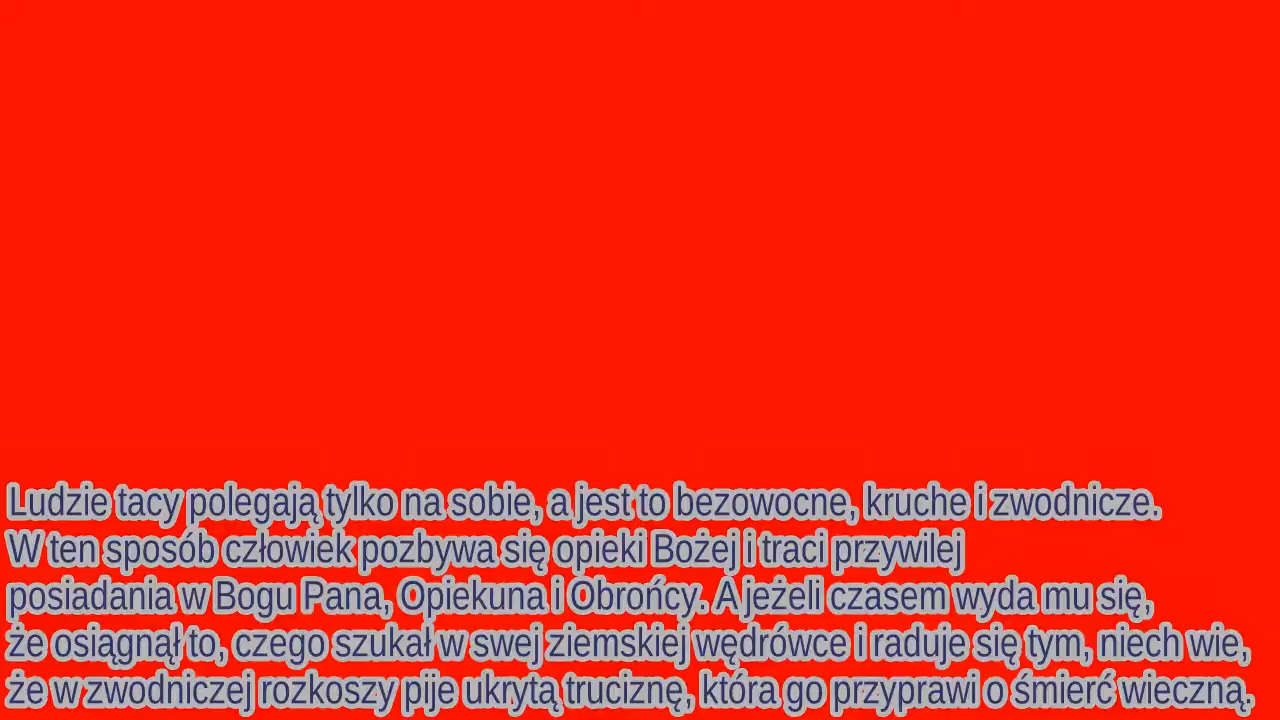 Ludzie tacy polegają tylko na sobie, a jest to bezowocne, kruche i zwodnicze.
W ten sposób człowiek pozbywa się opieki Bożej i traci przywilej
posiadania w Bogu Pana, Opiekuna i Obrońcy. A jeżeli czasem wyda mu się,
że osiągnął to, czego szukał w swej ziemskiej wędrówce i raduje się tym, niech wie,
że w zwodniczej rozkoszy pije ukrytą truciznę, która go przyprawi o śmierć wieczną.